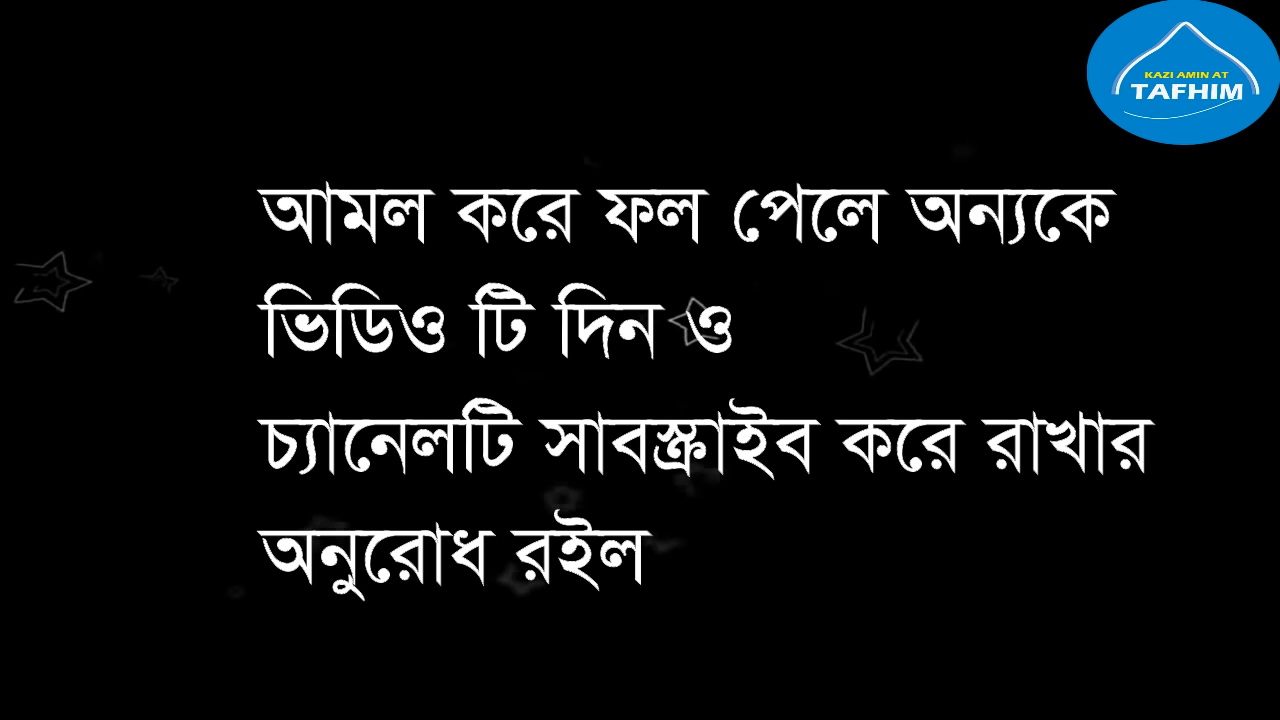 KAZI AMIN AT
TAFHIM
আমল করে ফল পেলে অন্যকে
ভিডিও টি দিন ও
চ্যানেলটি সাবস্ক্রাইব করে রাখার
অনুরোধ রইল